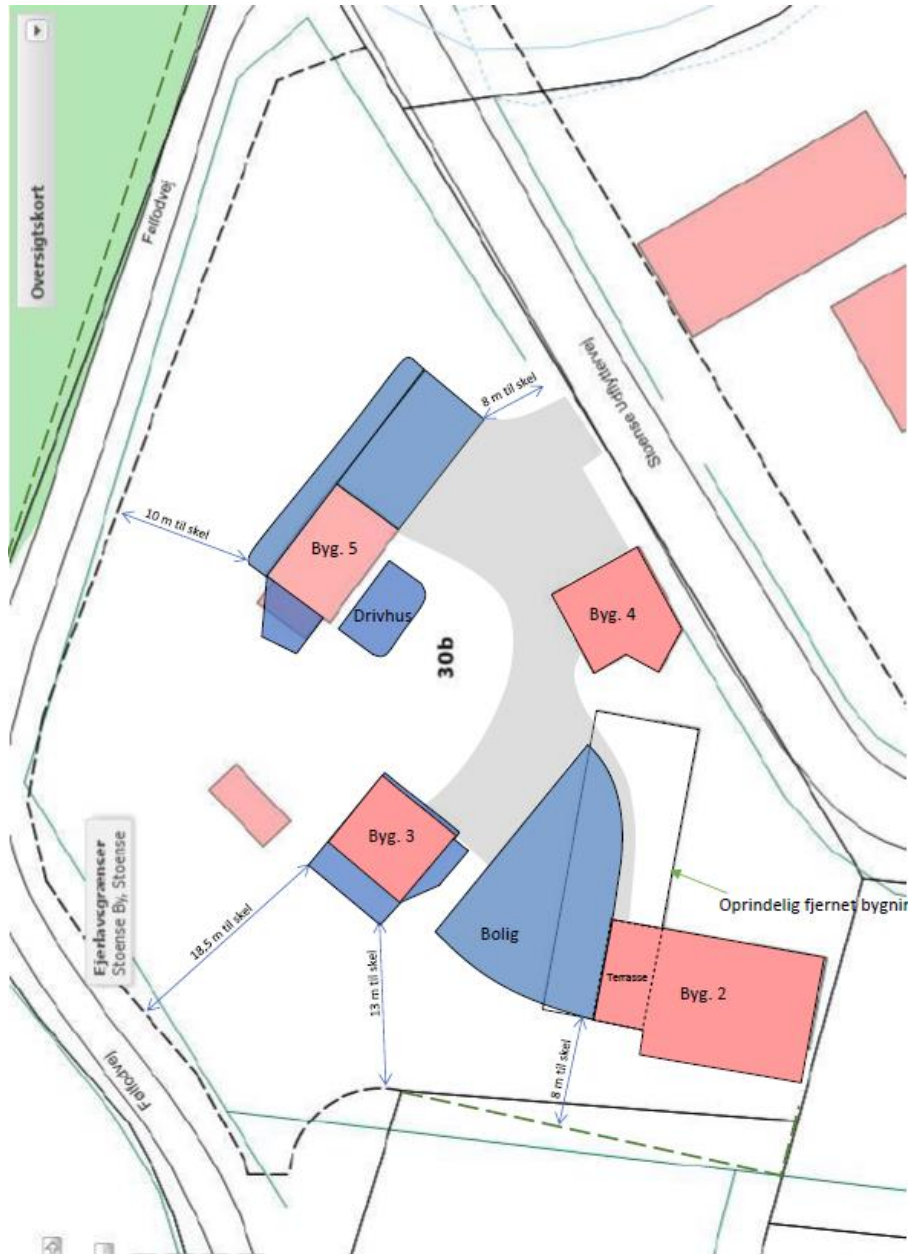 Oversigtskort
Følfodvej
Stoense Udflyttervej
8 m til skel
10 m til skel
Byg. 5
Drivhus
Byg. 4
30b
Byg. 3
Ejerlavsgrænser
Stoense By, Stoense
Oprindelig fjernet bygnin
Bolig
18,5 m til skel
Terrasse
Byg. 2
13 m til skel
8 m til skel
Følfodvej